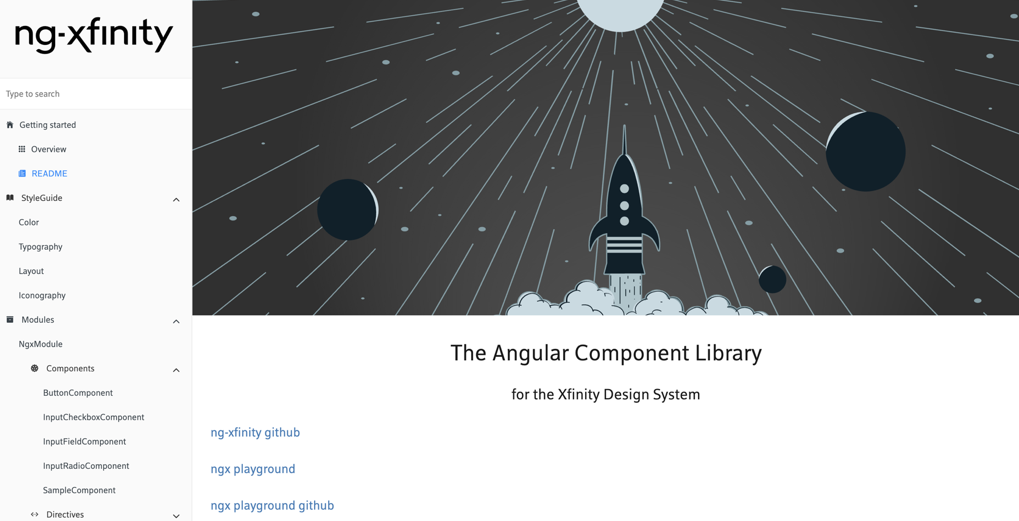 ng-xfinity
Type to search
Getting started
Overview
README
StyleGuide
Color
Typography
Layout
Iconography
Modules
NgxModule
Components
ButtonComponent
InputCheckboxComponent
InputFieldComponent
InputRadioComponent
SampleComponent
Directives
The Angular Component Library
for the Xfinity Design System
ng-xfinity github
ngx playground
ngx playground github